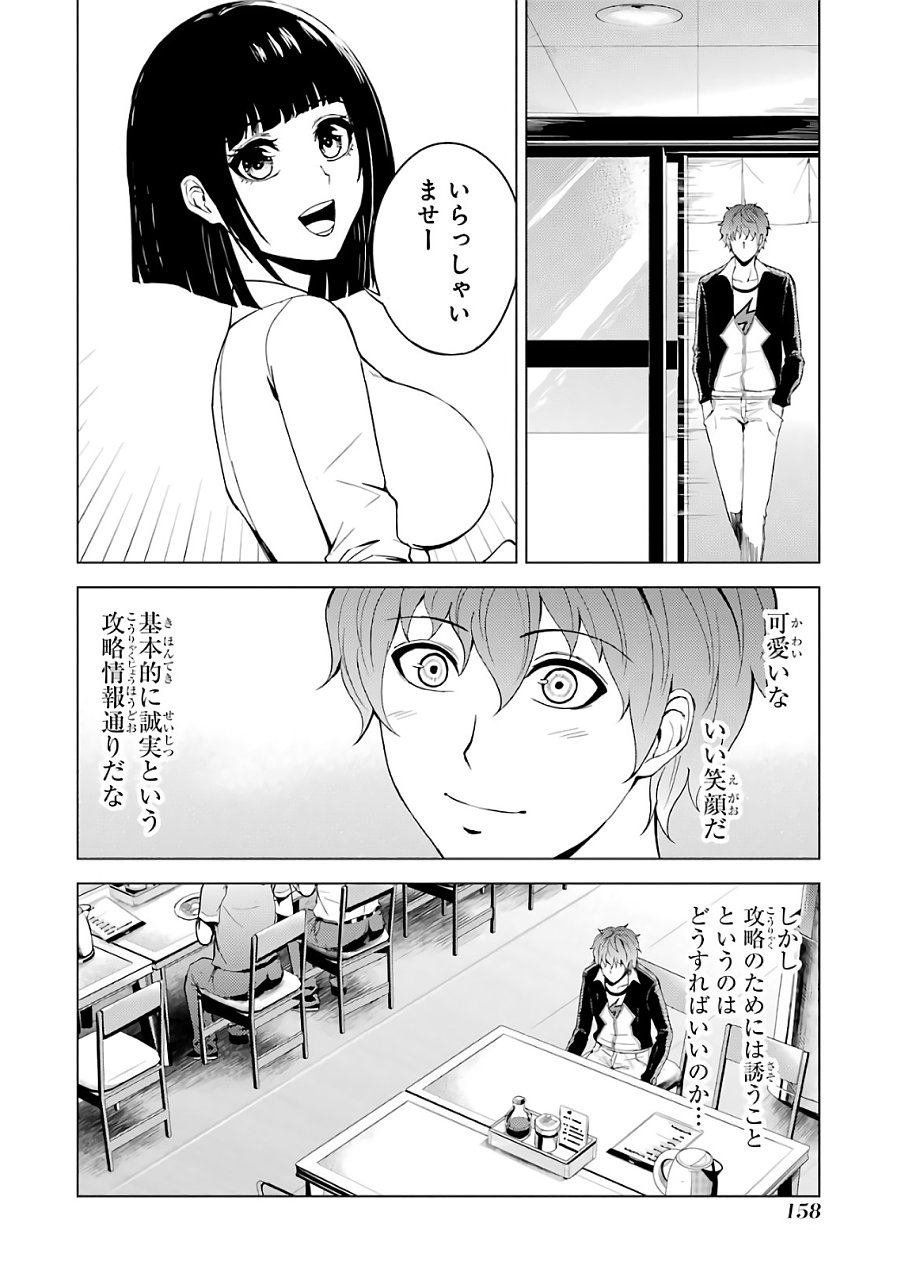 いらっしゃい
ませー
可愛いな
いい笑顔だ
基本的に誠実という
攻略情報通りだな
しかし
攻略のためには誘うこと
というのは
どうすればいいのか…
158